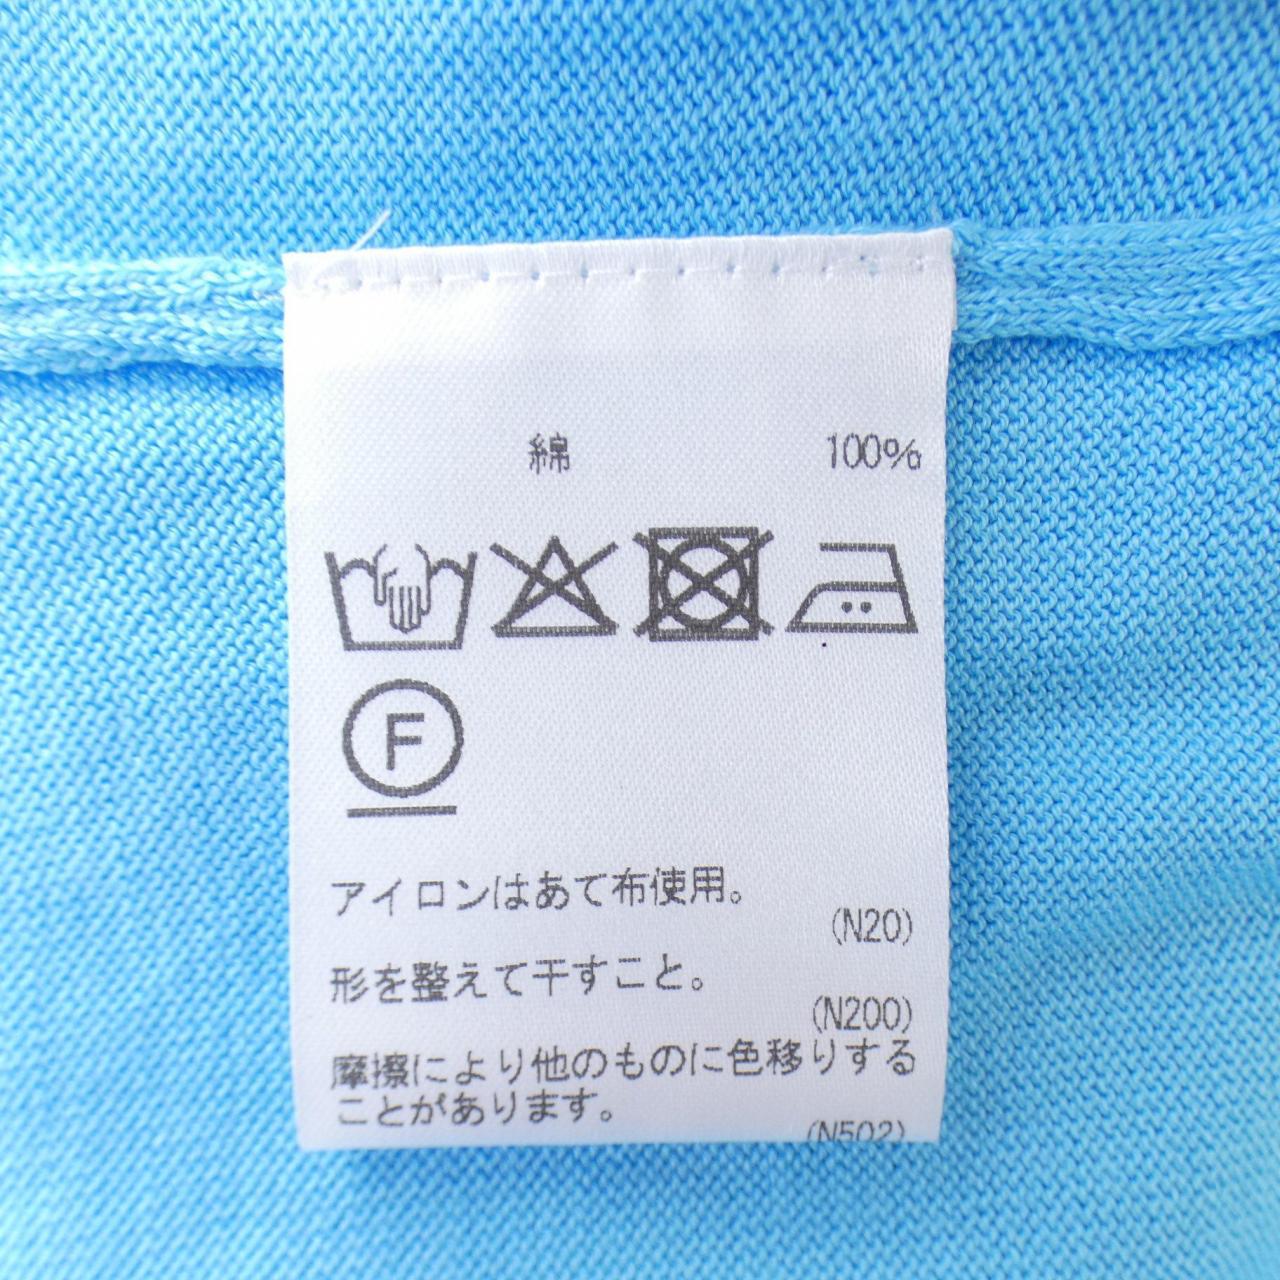 綿 100%
F
アイロンはあて布使用。
(N20)
形を整えて干すこと。
(N200)
摩擦により他のものに色移りする
ことがあります。
(N502)